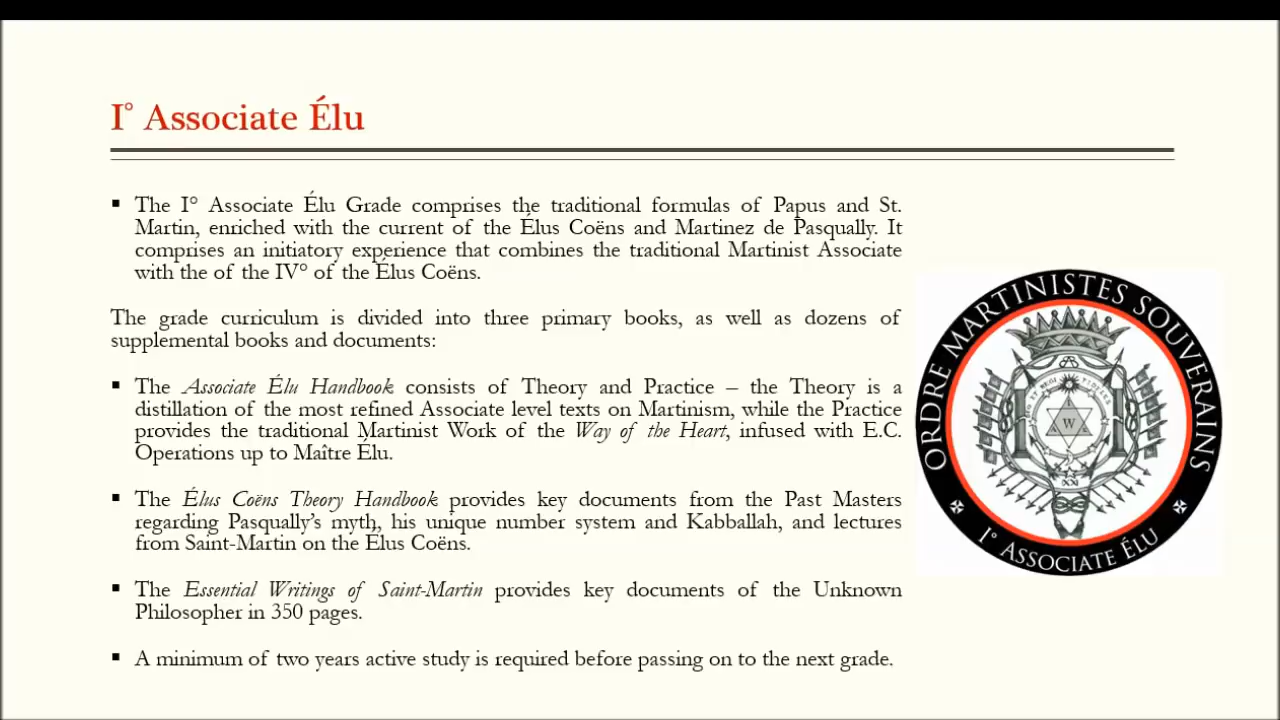 I° Associate Élu
▪ The I° Associate Élu Grade comprises the traditional formulas of Papus and St.
Martin, enriched with the current of the Élus Coëns and Martinez de Pasqually. It
comprises an initiatory experience that combines the traditional Martinist Associate
with the of the IV° of the Élus Coëns.
The grade curriculum is divided into three primary books, as well as dozens of
supplemental books and documents:
▪ The Associate Élu Handbook consists of Theory and Practice – the Theory is a
distillation of the most refined Associate level texts on Martinism, while the Practice
provides the traditional Martinist Work of the Way of the Heart, infused with E.C.
Operations up to Maître Élu.
▪ The Élus Coëns Theory Handbook provides key documents from the Past Masters
regarding Pasqually's myth, his unique number system and Kabballah, and lectures
from Saint-Martin on the Élus Coëns.
▪ The Essential Writings of Saint-Martin provides key documents of the Unknown
Philosopher in 350 pages.
▪ A minimum of two years active study is required before passing on to the next grade.
ORDRE MARTINISTES SOUVERAINS
W
XXI
I° ASSOCIATE ÉLU